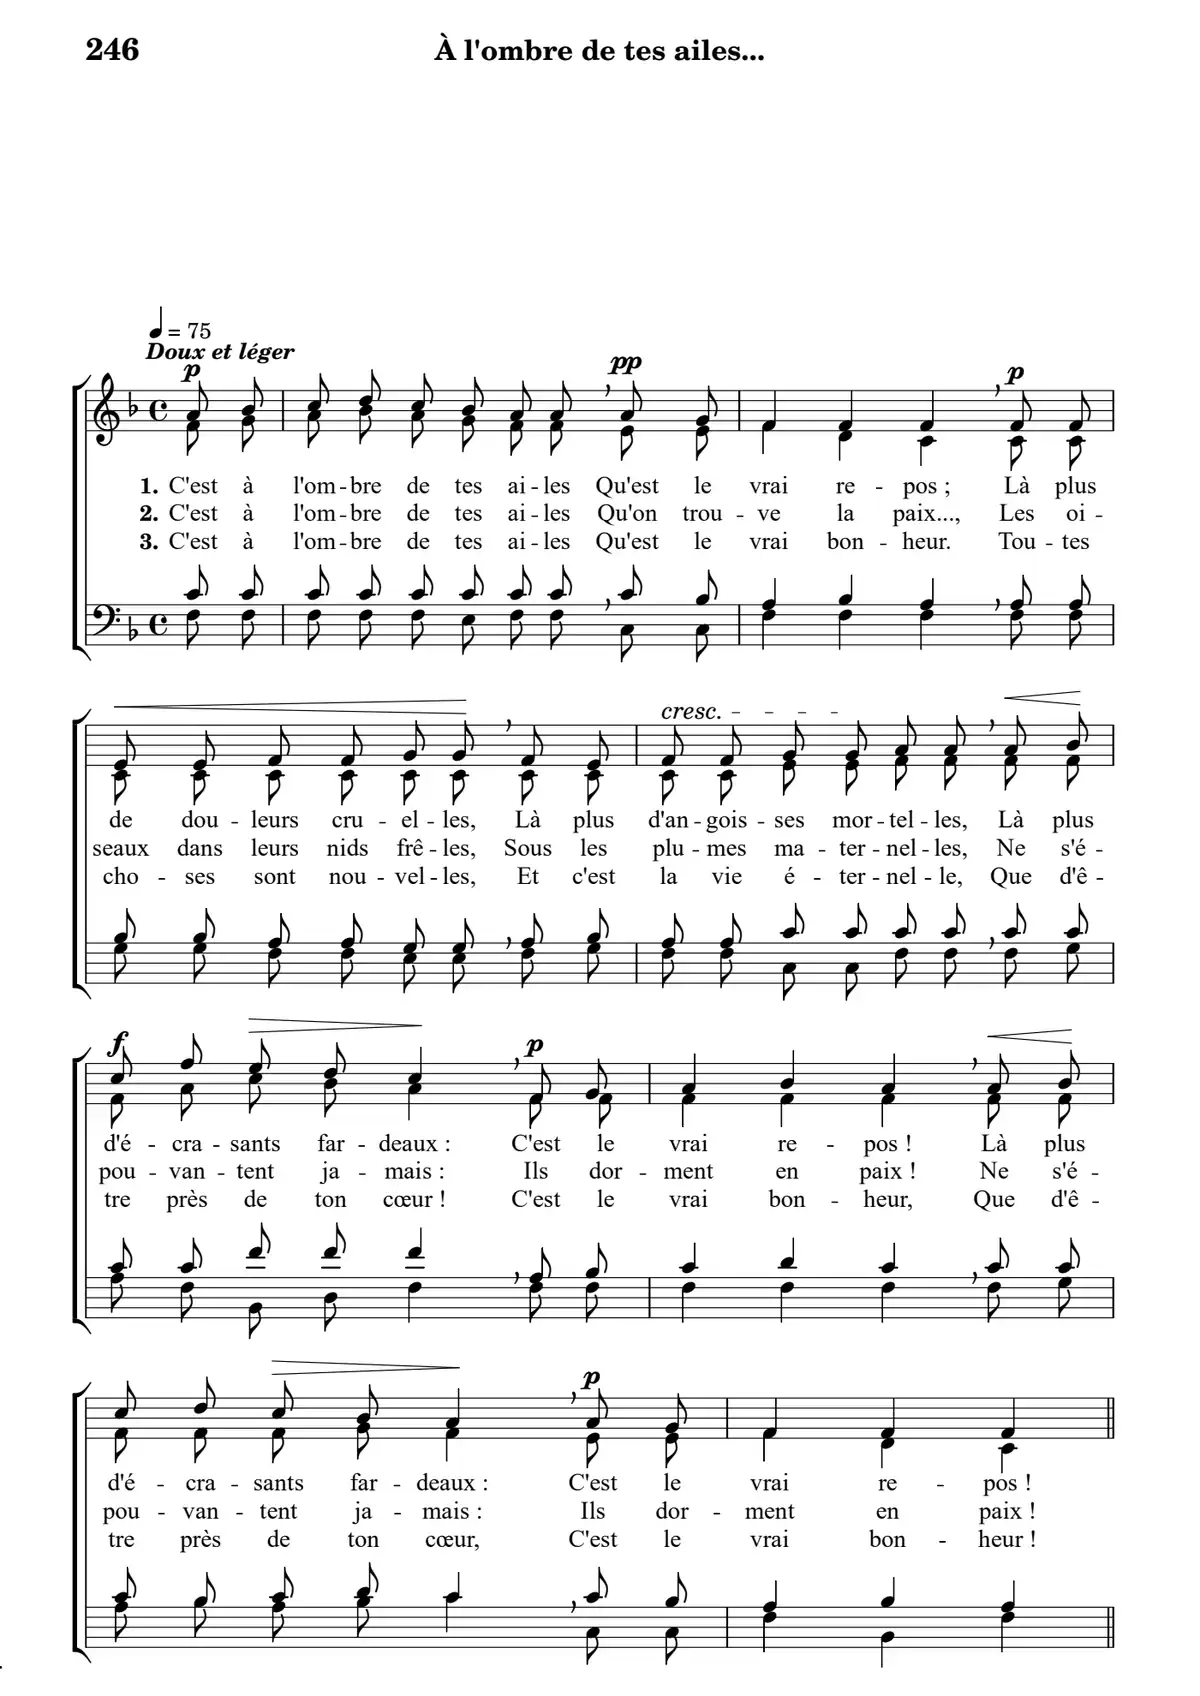 246 À l'ombre de tes ailes...
= 75
Doux et léger
p pp p
1. C'est à l'om - bre de tes ai - les Qu'est le vrai re - pos ; Là plus
2. C'est à l'om - bre de tes ai - les Qu'on trou - ve la paix..., Les oi -
3. C'est à l'om - bre de tes ai - les Qu'est le vrai bon - heur. Tou - tes
cresc.
de dou - leurs cru - el - les, Là plus d'an - gois - ses mor - tel - les, Là plus
seaux dans leurs nids frê - les, Sous les plu - mes ma - ter - nel - les, Ne s'é -
cho - ses sont nou - vel - les, Et c'est la vie é - ter - nel - le, Que d'ê -
f p
d'é - cra - sants far - deaux : C'est le vrai re - pos ! Là plus
pou - van - tent ja - mais : Ils dor - ment en paix ! Ne s'é -
tre près de ton cœur ! C'est le vrai bon - heur, Que d'ê -
p
d'é - cra - sants far - deaux : C'est le vrai re - pos !
pou - van - tent ja - mais : Ils dor - ment en paix !
tre près de ton cœur, C'est le vrai bon - heur !